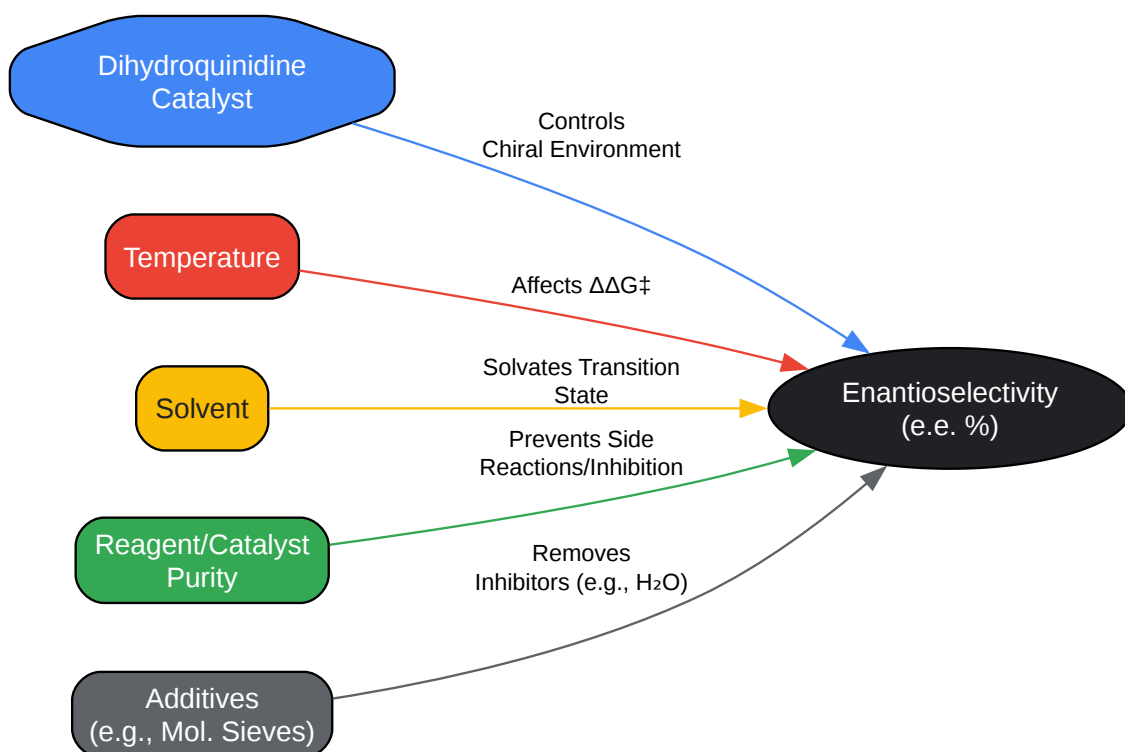 Dihydroquinidine
Catalyst
Controls
Chiral Environment
Temperature
Affects ΔΔG‡
Solvent
Solvates Transition
State
Enantioselectivity
(e.e. %)
Prevents Side
Reactions/Inhibition
Reagent/Catalyst
Purity
Removes
Inhibitors (e.g., H₂O)
Additives
(e.g., Mol. Sieves)